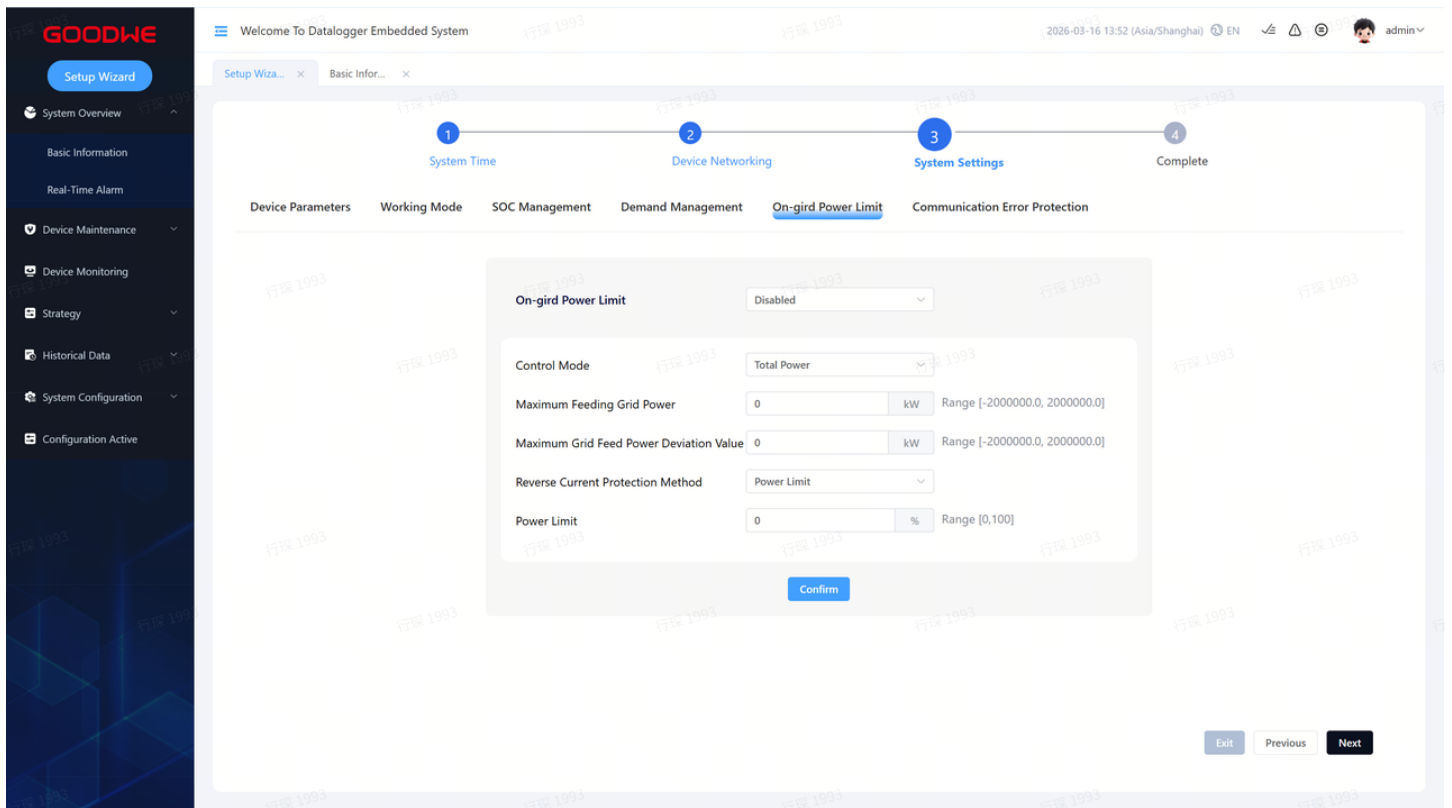 GOODWE
Welcome To Datalogger Embedded System
2026-03-16 13:52 (Asia/Shanghai) EN
admin
Setup Wizard
Setup Wiza... ×
Basic Infor... ×
System Overview
Basic Information
Real-Time Alarm
Device Maintenance
Device Monitoring
Strategy
Historical Data
System Configuration
Configuration Active
1
2
3
4
System Time
Device Networking
System Settings
Complete
Device Parameters
Working Mode
SOC Management
Demand Management
On-gird Power Limit
Communication Error Protection
On-gird Power Limit
Disabled
Control Mode
Total Power
Maximum Feeding Grid Power
0
kW
Range [-2000000.0, 2000000.0]
Maximum Grid Feed Power Deviation Value
0
kW
Range [-2000000.0, 2000000.0]
Reverse Current Protection Method
Power Limit
Power Limit
0
%
Range [0,100]
Confirm
Exit
Previous
Next
行琛 1993